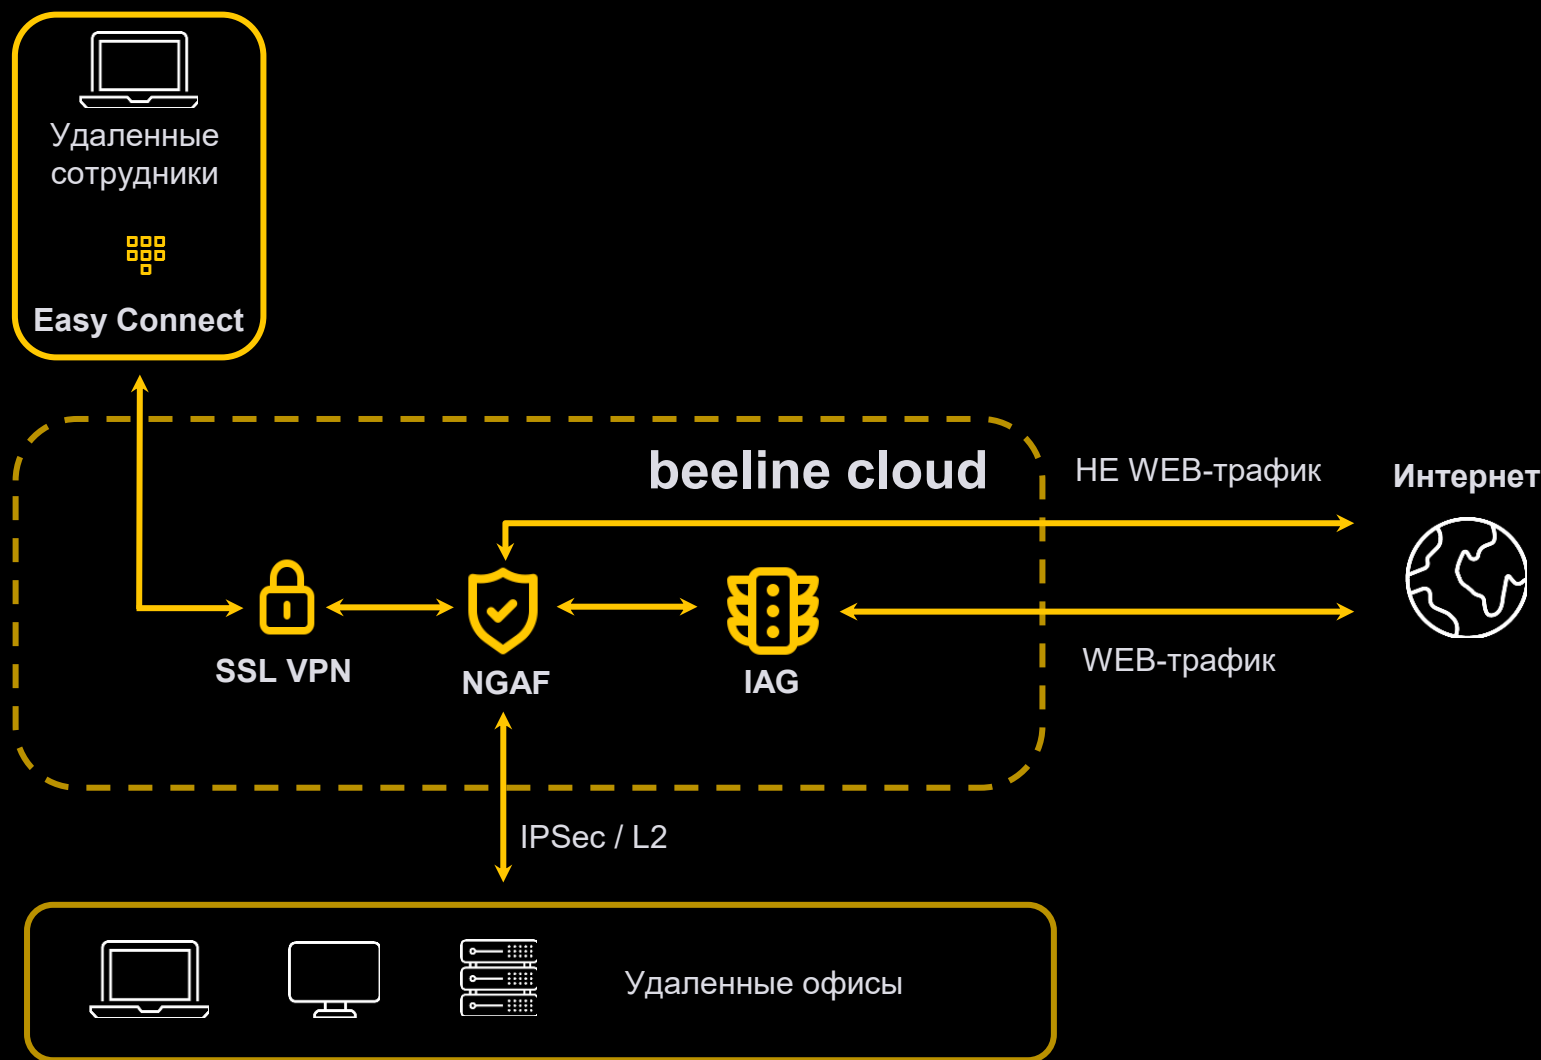 Удаленные
сотрудники
Easy Connect
beeline cloud
НЕ WEB-трафик
Интернет
SSL VPN
NGAF
IAG
WEB-трафик
IPSec / L2
Удаленные офисы